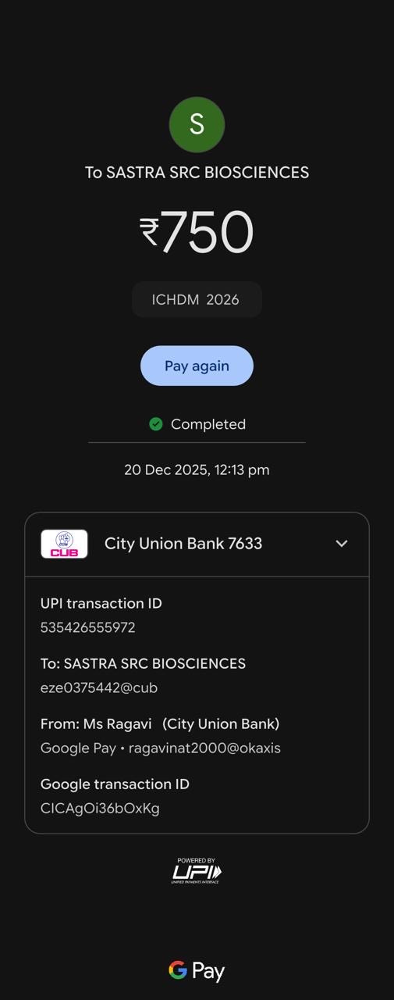 S
To SASTRA SRC BIOSCIENCES
₹750
ICHDM 2026
Pay again
Completed
20 Dec 2025, 12:13 pm
CUB
City Union Bank 7633
UPI transaction ID
535426555972
To: SASTRA SRC BIOSCIENCES
eze0375442@cub
From: Ms Ragavi (City Union Bank)
Google Pay • ragavinat2000@okaxis
Google transaction ID
CICAgOi36bOxKg
POWERED BY
UPI
UNIFIED PAYMENTS INTERFACE
G Pay